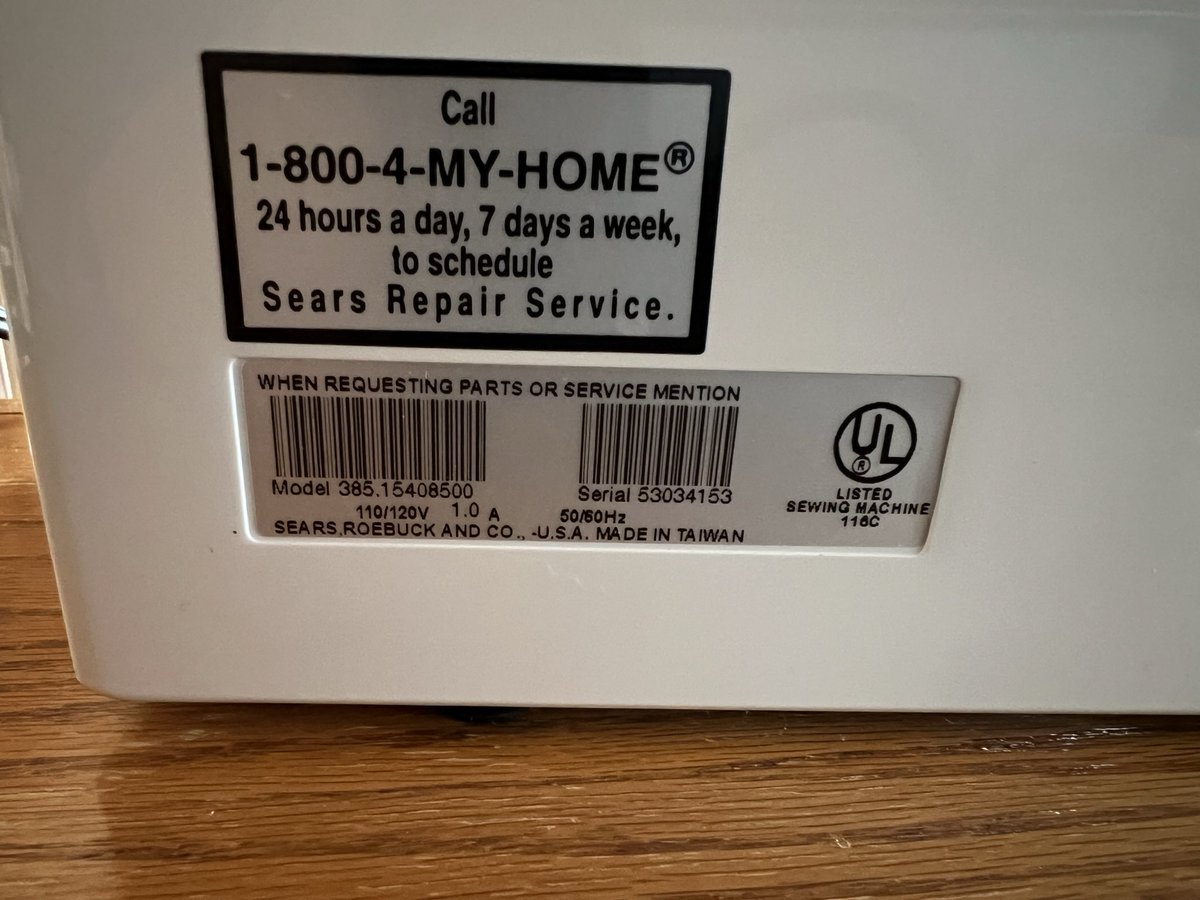 Call
1-800-4-MY-HOME®
24 hours a day, 7 days a week,
to schedule
Sears Repair Service.
WHEN REQUESTING PARTS OR SERVICE MENTION
Model 385.15408500
Serial 53034153
110/120V 1.0 A 50/60Hz
SEARS,ROEBUCK AND CO., -U.S.A. MADE IN TAIWAN
UL ®
LISTED
SEWING MACHINE
116C